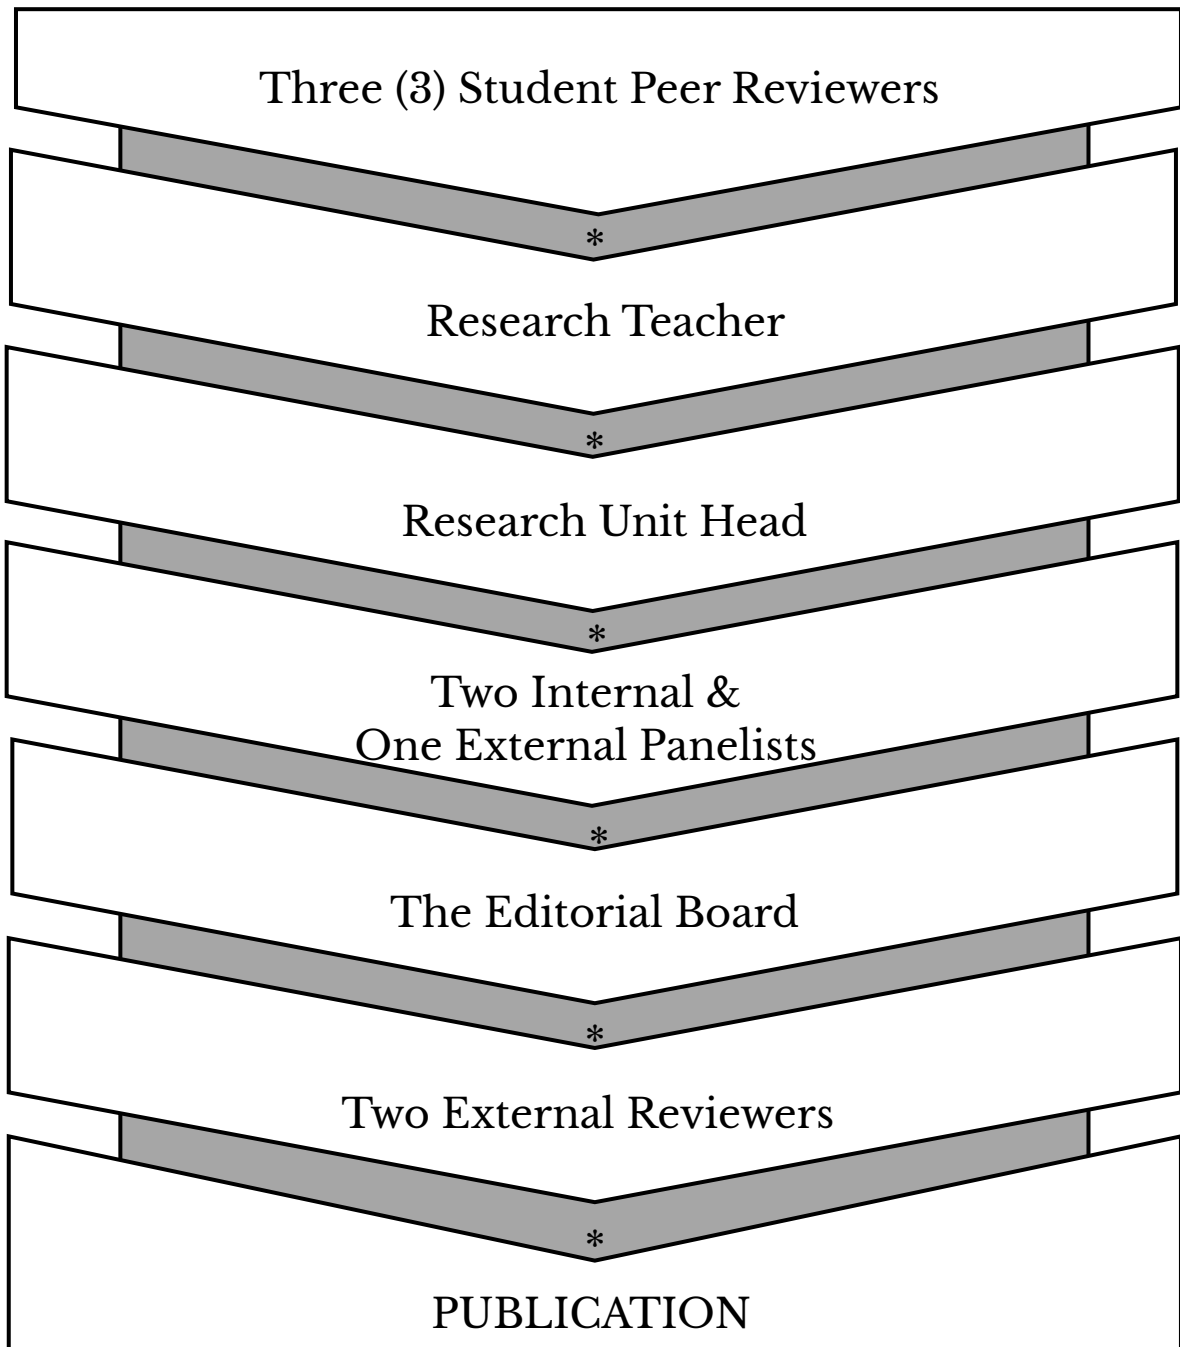 Three (3) Student Peer Reviewers
*
Research Teacher
*
Research Unit Head
*
Two Internal &
One External Panelists
*
The Editorial Board
*
Two External Reviewers
*
PUBLICATION